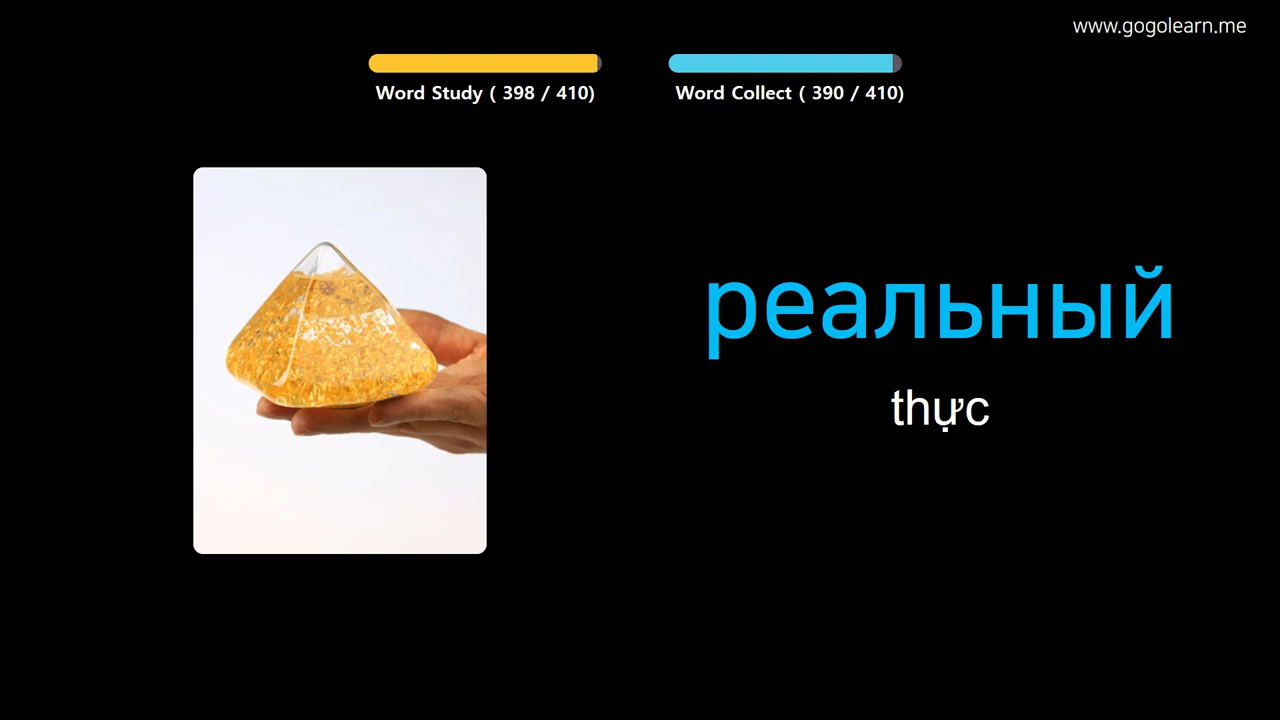 www.gogolearn.me
Word Study ( 398 / 410)
Word Collect ( 390 / 410)
реальный
thực